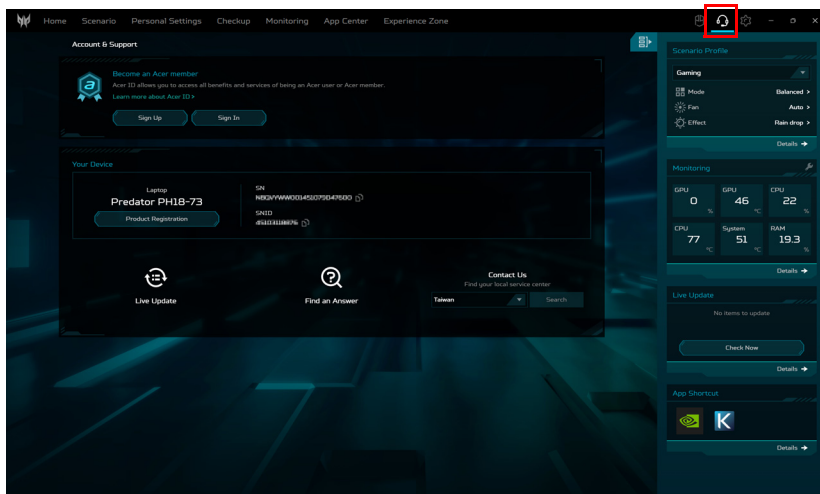 Home Scenario Personal Settings Checkup Monitoring App Center Experience Zone
Account & Support
Become an Acer member
Acer ID allows you to access all benefits and services of being an Acer user or Acer member.
Learn more about Acer ID >
Sign Up Sign In
Your Device
Laptop
Predator PH18-73
Product Registration
SN
SNID
Live Update
Find an Answer
Contact Us
Find your local service center
Taiwan Search
Scenario Profile
Gaming
Mode Balanced >
Fan Auto >
Effect Rain drop >
Details
Monitoring
GPU GPU CPU
0 % 46 °C 22 %
CPU System RAM
77 °C 51 °C 19.3 %
Details
Live Update
No items to update
Check Now
Details
App Shortcut
K
Details